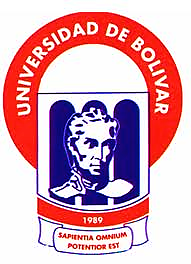 UNIVERSIDAD DE BOLIVAR
1989
SAPIENTIA OMNIUM
POTENTIOR EST